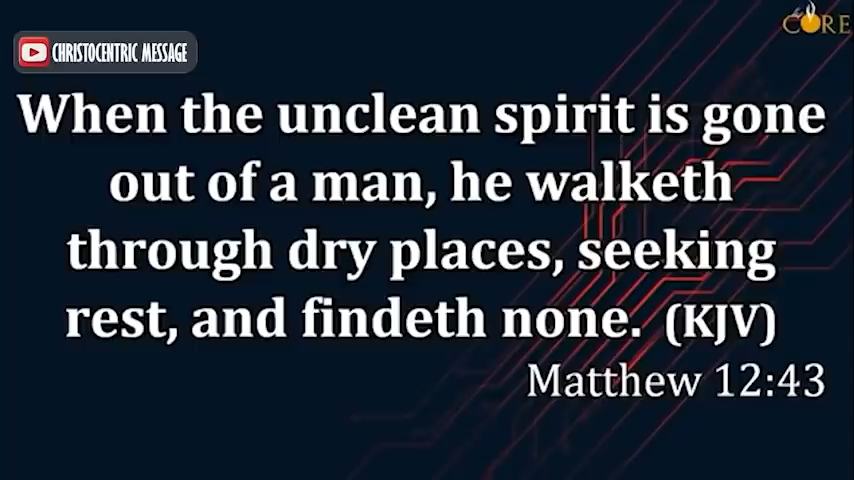 CORE
CHRISTOCENTRIC MESSAGE
When the unclean spirit is gone
out of a man, he walketh
through dry places, seeking
rest, and findeth none. (KJV)
Matthew 12:43